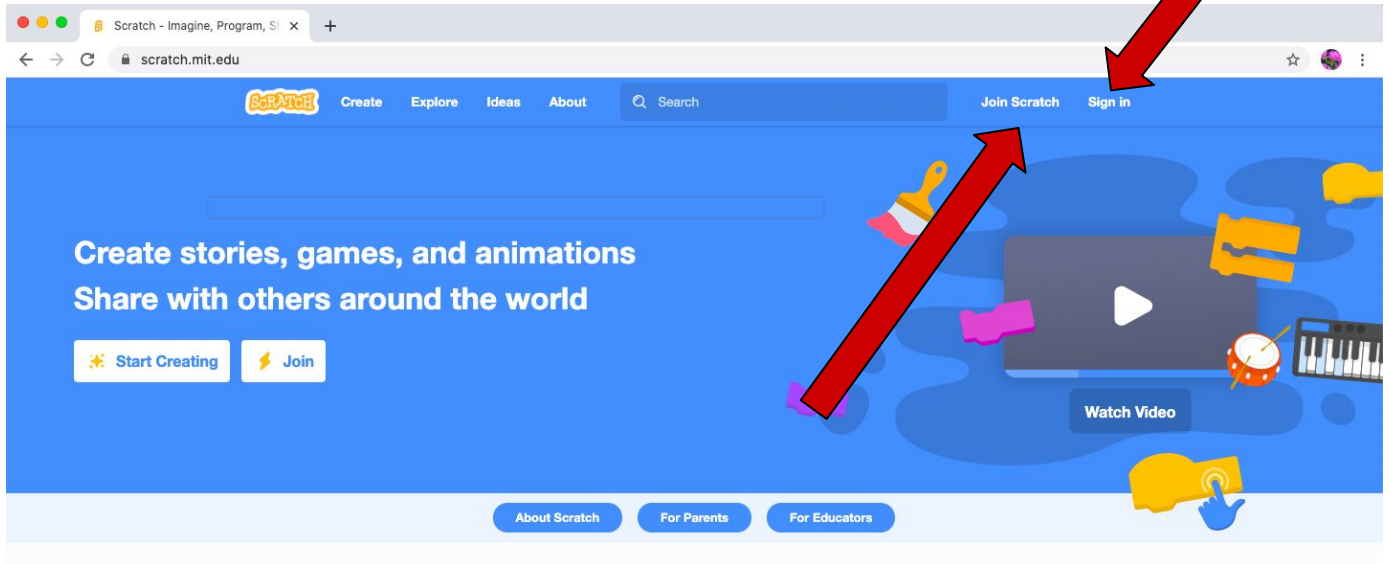 Scratch - Imagine, Program, Sh
scratch.mit.edu
SCRATCH Create Explore Ideas About Search Join Scratch Sign in
Create stories, games, and animations
Share with others around the world
Start Creating Join
Watch Video
About Scratch For Parents For Educators